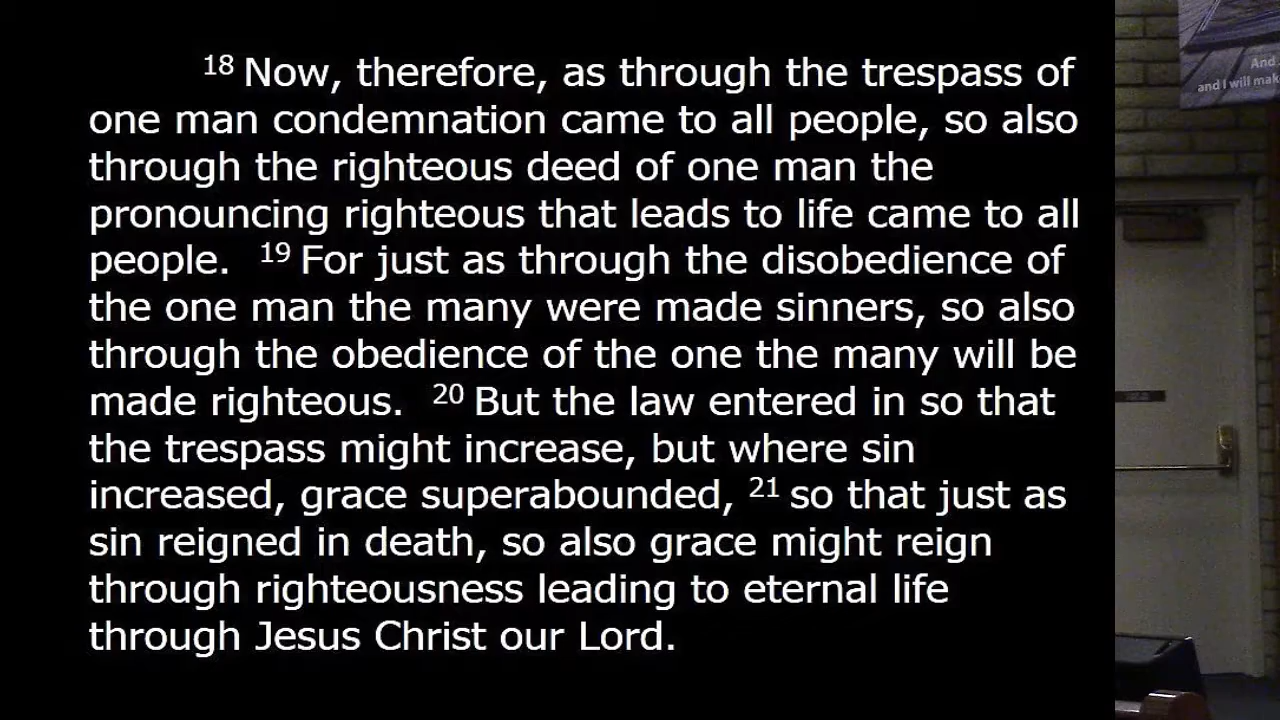 18 Now, therefore, as through the trespass of
one man condemnation came to all people, so also
through the righteous deed of one man the
pronouncing righteous that leads to life came to all
people. 19 For just as through the disobedience of
the one man the many were made sinners, so also
through the obedience of the one the many will be
made righteous. 20 But the law entered in so that
the trespass might increase, but where sin
increased, grace superabounded, 21 so that just as
sin reigned in death, so also grace might reign
through righteousness leading to eternal life
through Jesus Christ our Lord.
And
and I will mak